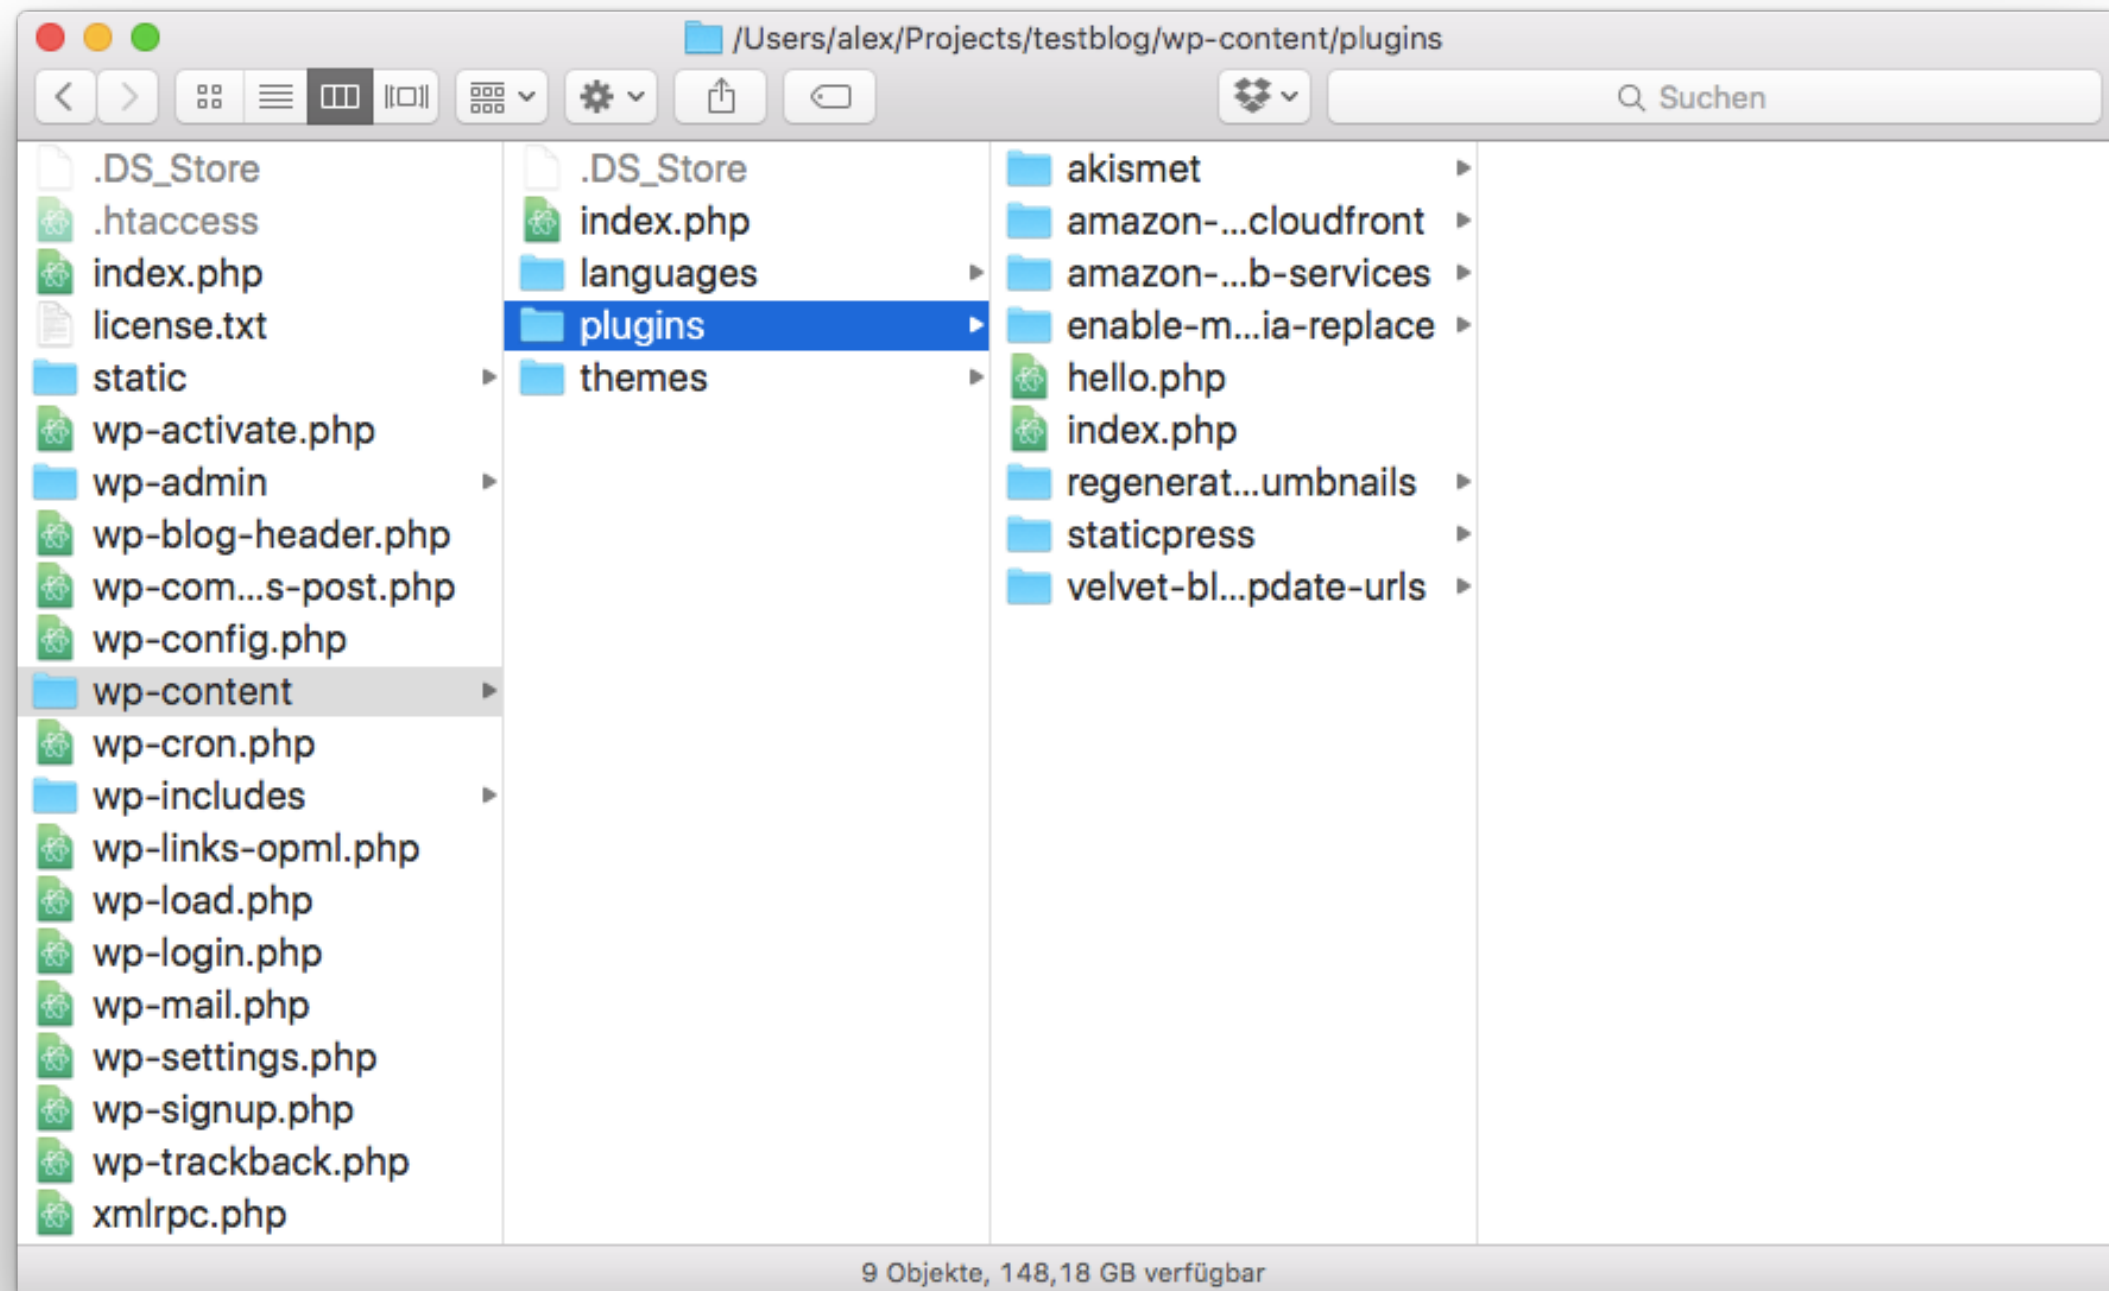 /Users/alex/Projects/testblog/wp-content/plugins
Suchen
.DS_Store
.htaccess
index.php
license.txt
static
wp-activate.php
wp-admin
wp-blog-header.php
wp-com...s-post.php
wp-config.php
wp-content
wp-cron.php
wp-includes
wp-links-opml.php
wp-load.php
wp-login.php
wp-mail.php
wp-settings.php
wp-signup.php
wp-trackback.php
xmlrpc.php
.DS_Store
index.php
languages
plugins
themes
akismet
amazon-...cloudfront
amazon-...b-services
enable-m...ia-replace
hello.php
index.php
regenerat...umbnails
staticpress
velvet-bl...pdate-urls
9 Objekte, 148,18 GB verfügbar